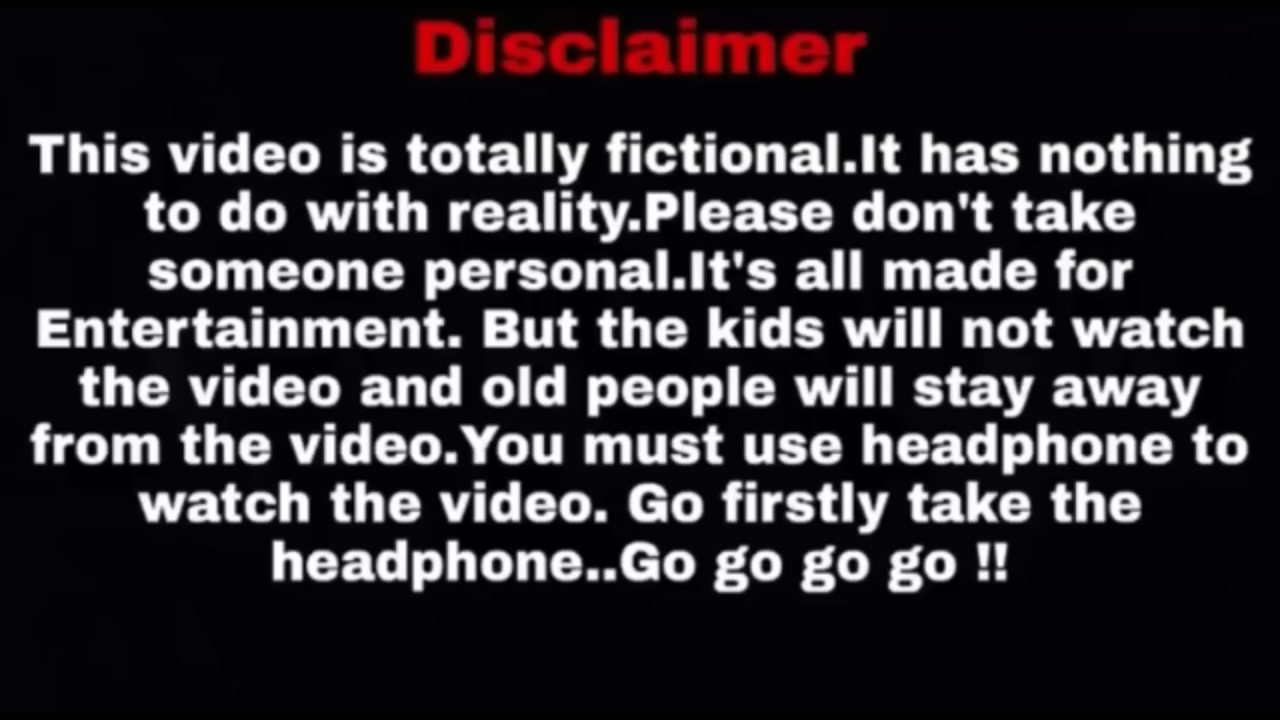 Disclaimer
This video is totally fictional.It has nothing
to do with reality.Please don't take
someone personal.It's all made for
Entertainment. But the kids will not watch
the video and old people will stay away
from the video.You must use headphone to
watch the video. Go firstly take the
headphone..Go go go go !!